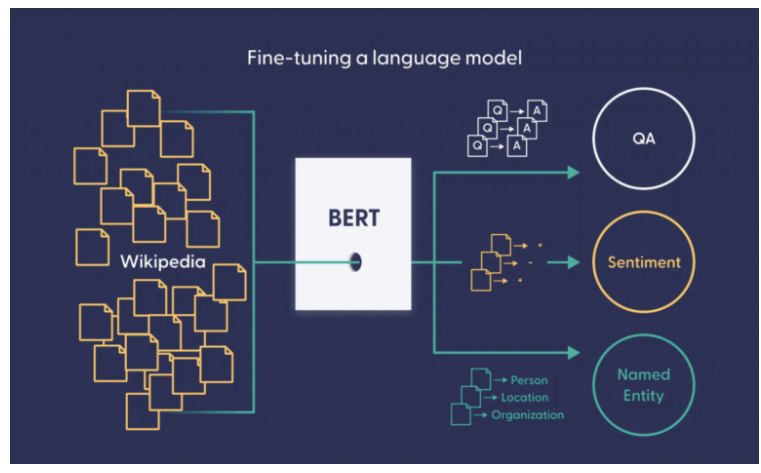 Fine-tuning a language model
Wikipedia
BERT
Q → A
Q → A
Q → A
QA
→ +
→ -
→ +
Sentiment
→ Person
→ Location
→ Organization
Named
Entity